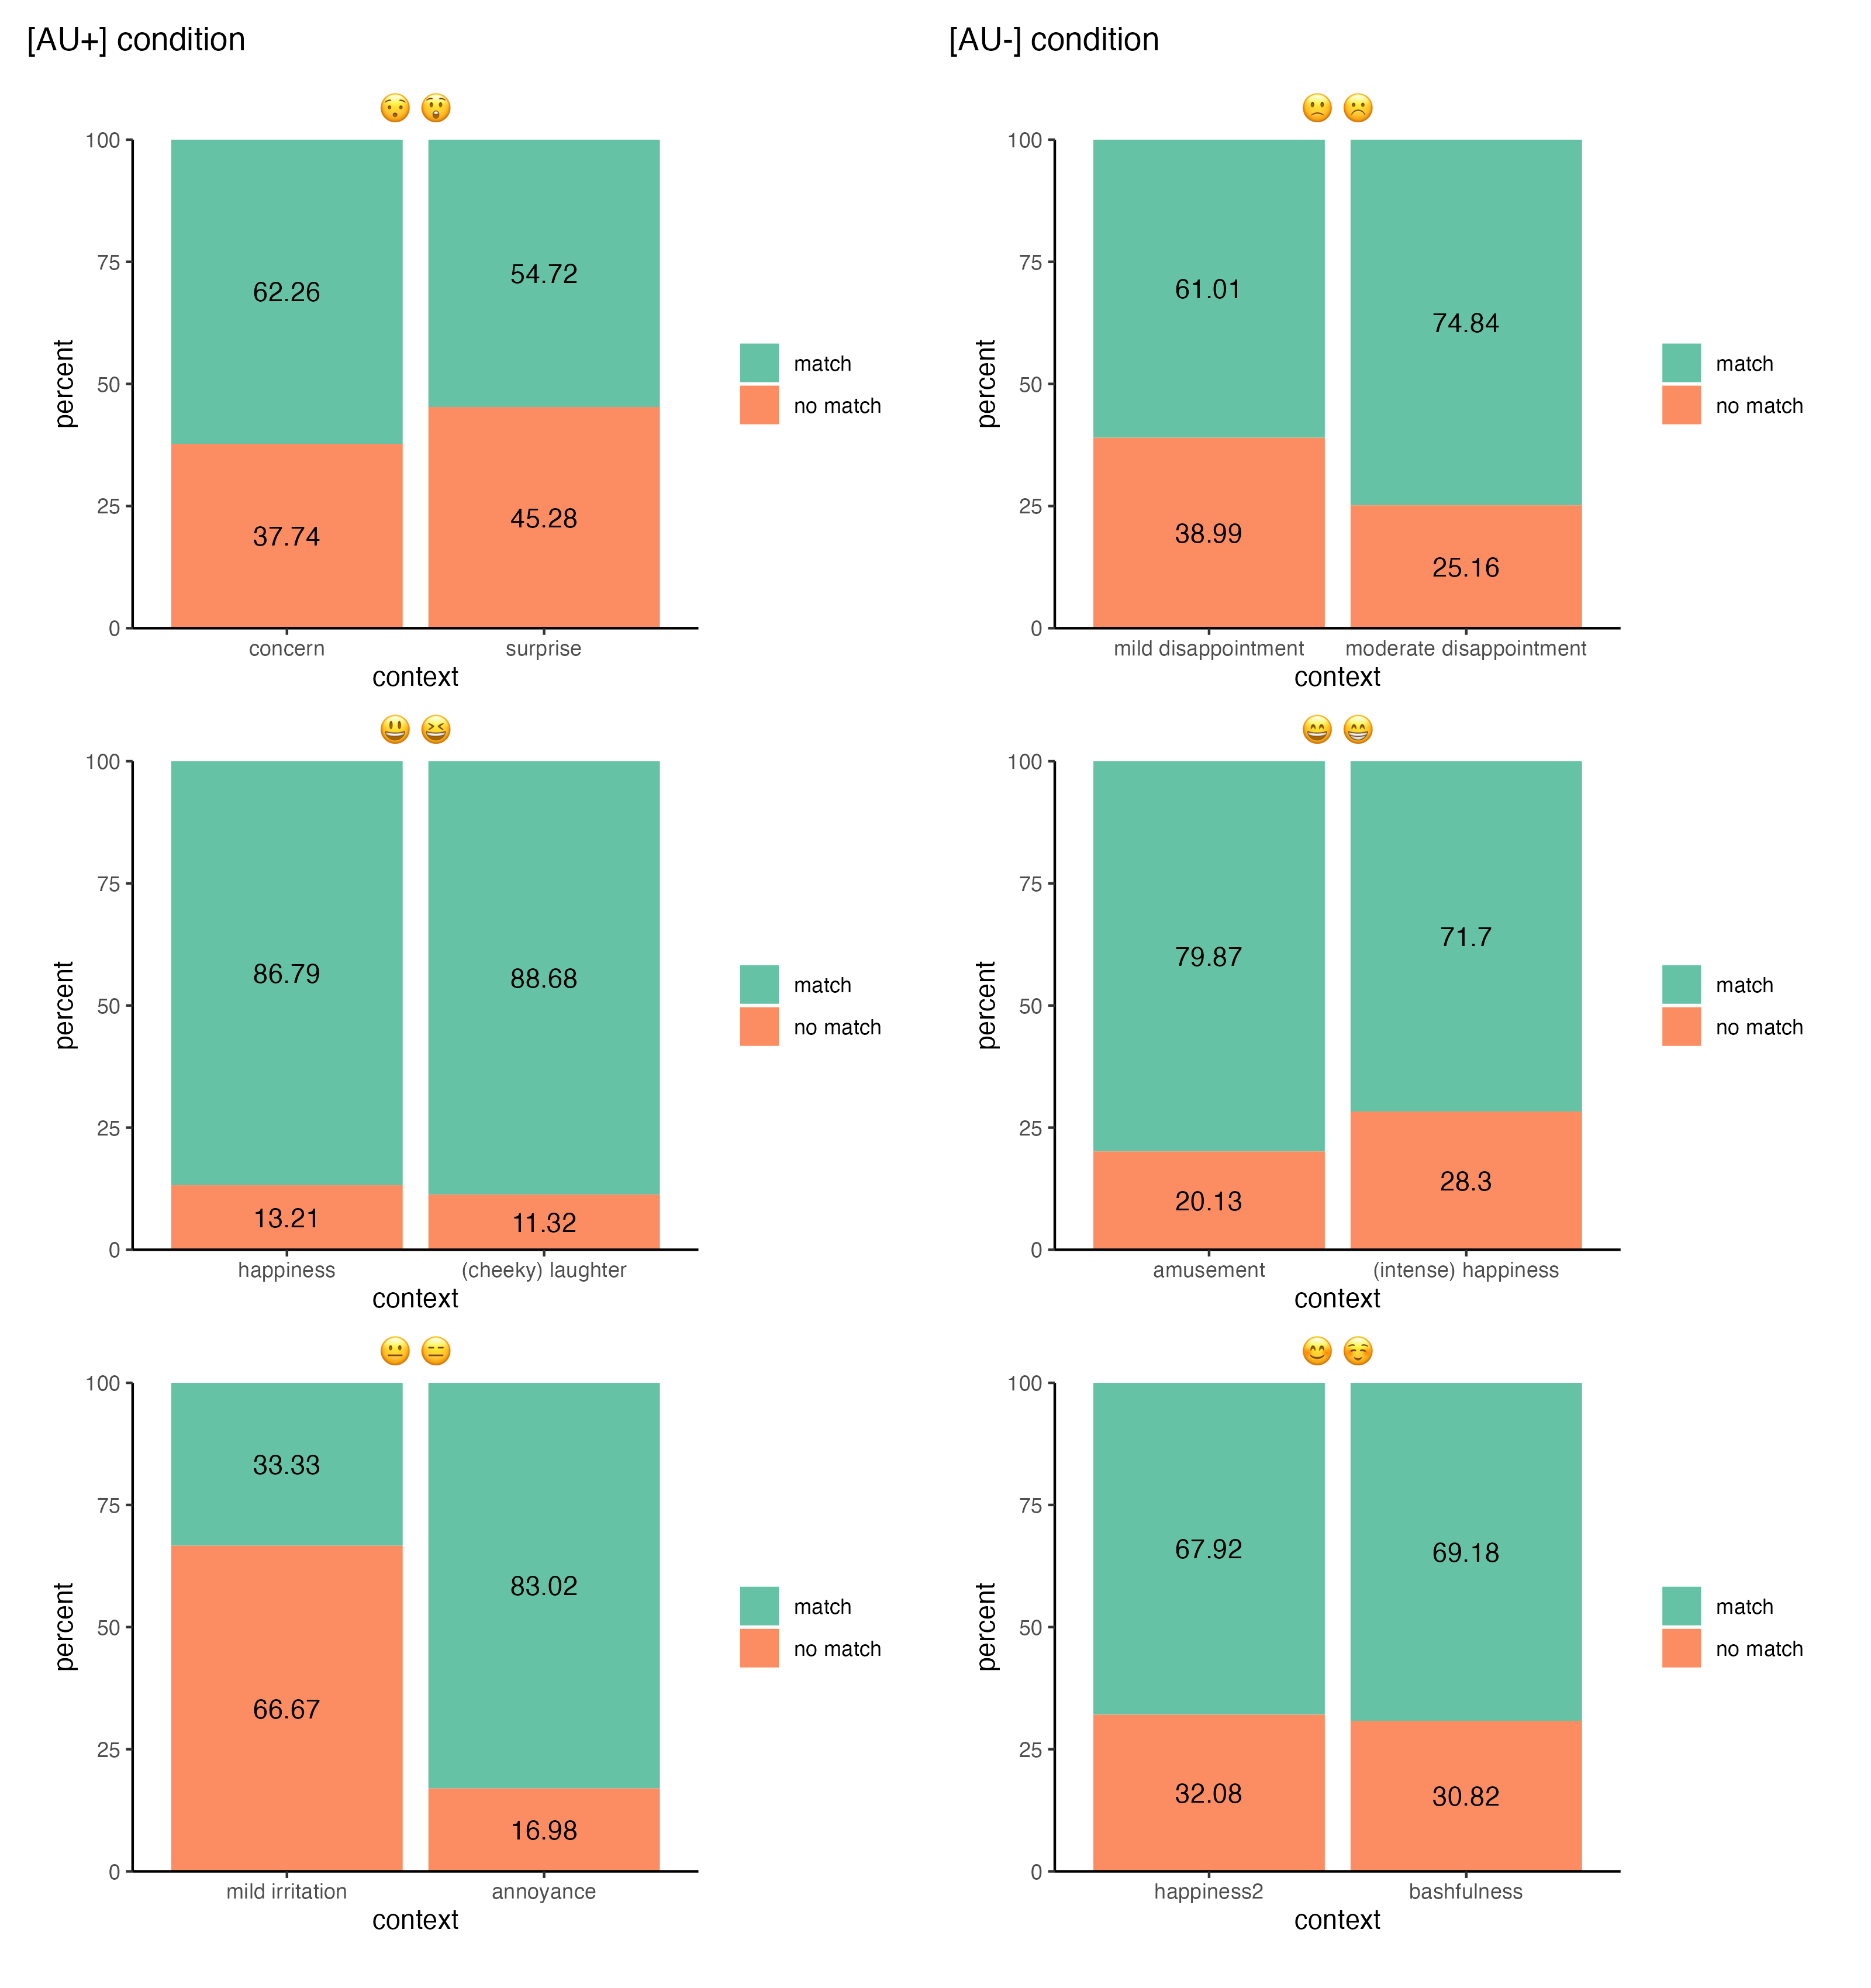 [AU+] condition
[AU-] condition
😯 😲
100
75
50
25
0
percent
62.26
54.72
37.74
45.28
concern surprise
context
match
no match
🙁 ☹️
100
75
50
25
0
percent
61.01
74.84
38.99
25.16
mild disappointment moderate disappointment
context
match
no match
😃 😆
100
75
50
25
0
percent
86.79
88.68
13.21
11.32
happiness (cheeky) laughter
context
match
no match
😄 😁
100
75
50
25
0
percent
79.87
71.7
20.13
28.3
amusement (intense) happiness
context
match
no match
😐 😑
100
75
50
25
0
percent
33.33
83.02
66.67
16.98
mild irritation annoyance
context
match
no match
😊 ☺️
100
75
50
25
0
percent
67.92
69.18
32.08
30.82
happiness2 bashfulness
context
match
no match